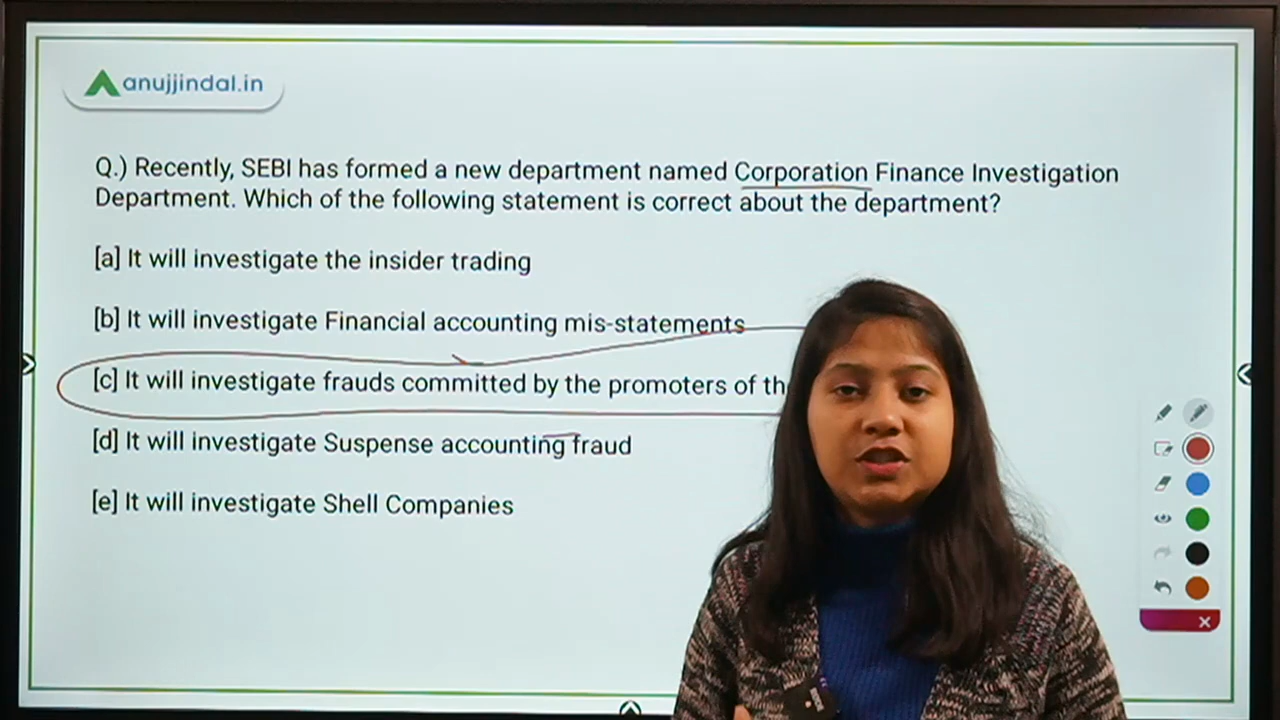 anujjindal.in
Q.) Recently, SEBI has formed a new department named Corporation Finance Investigation
Department. Which of the following statement is correct about the department?
[a] It will investigate the insider trading
[b] It will investigate Financial accounting mis-statements
[c] It will investigate frauds committed by the promoters of
[d] It will investigate Suspense accounting fraud
[e] It will investigate Shell Companies